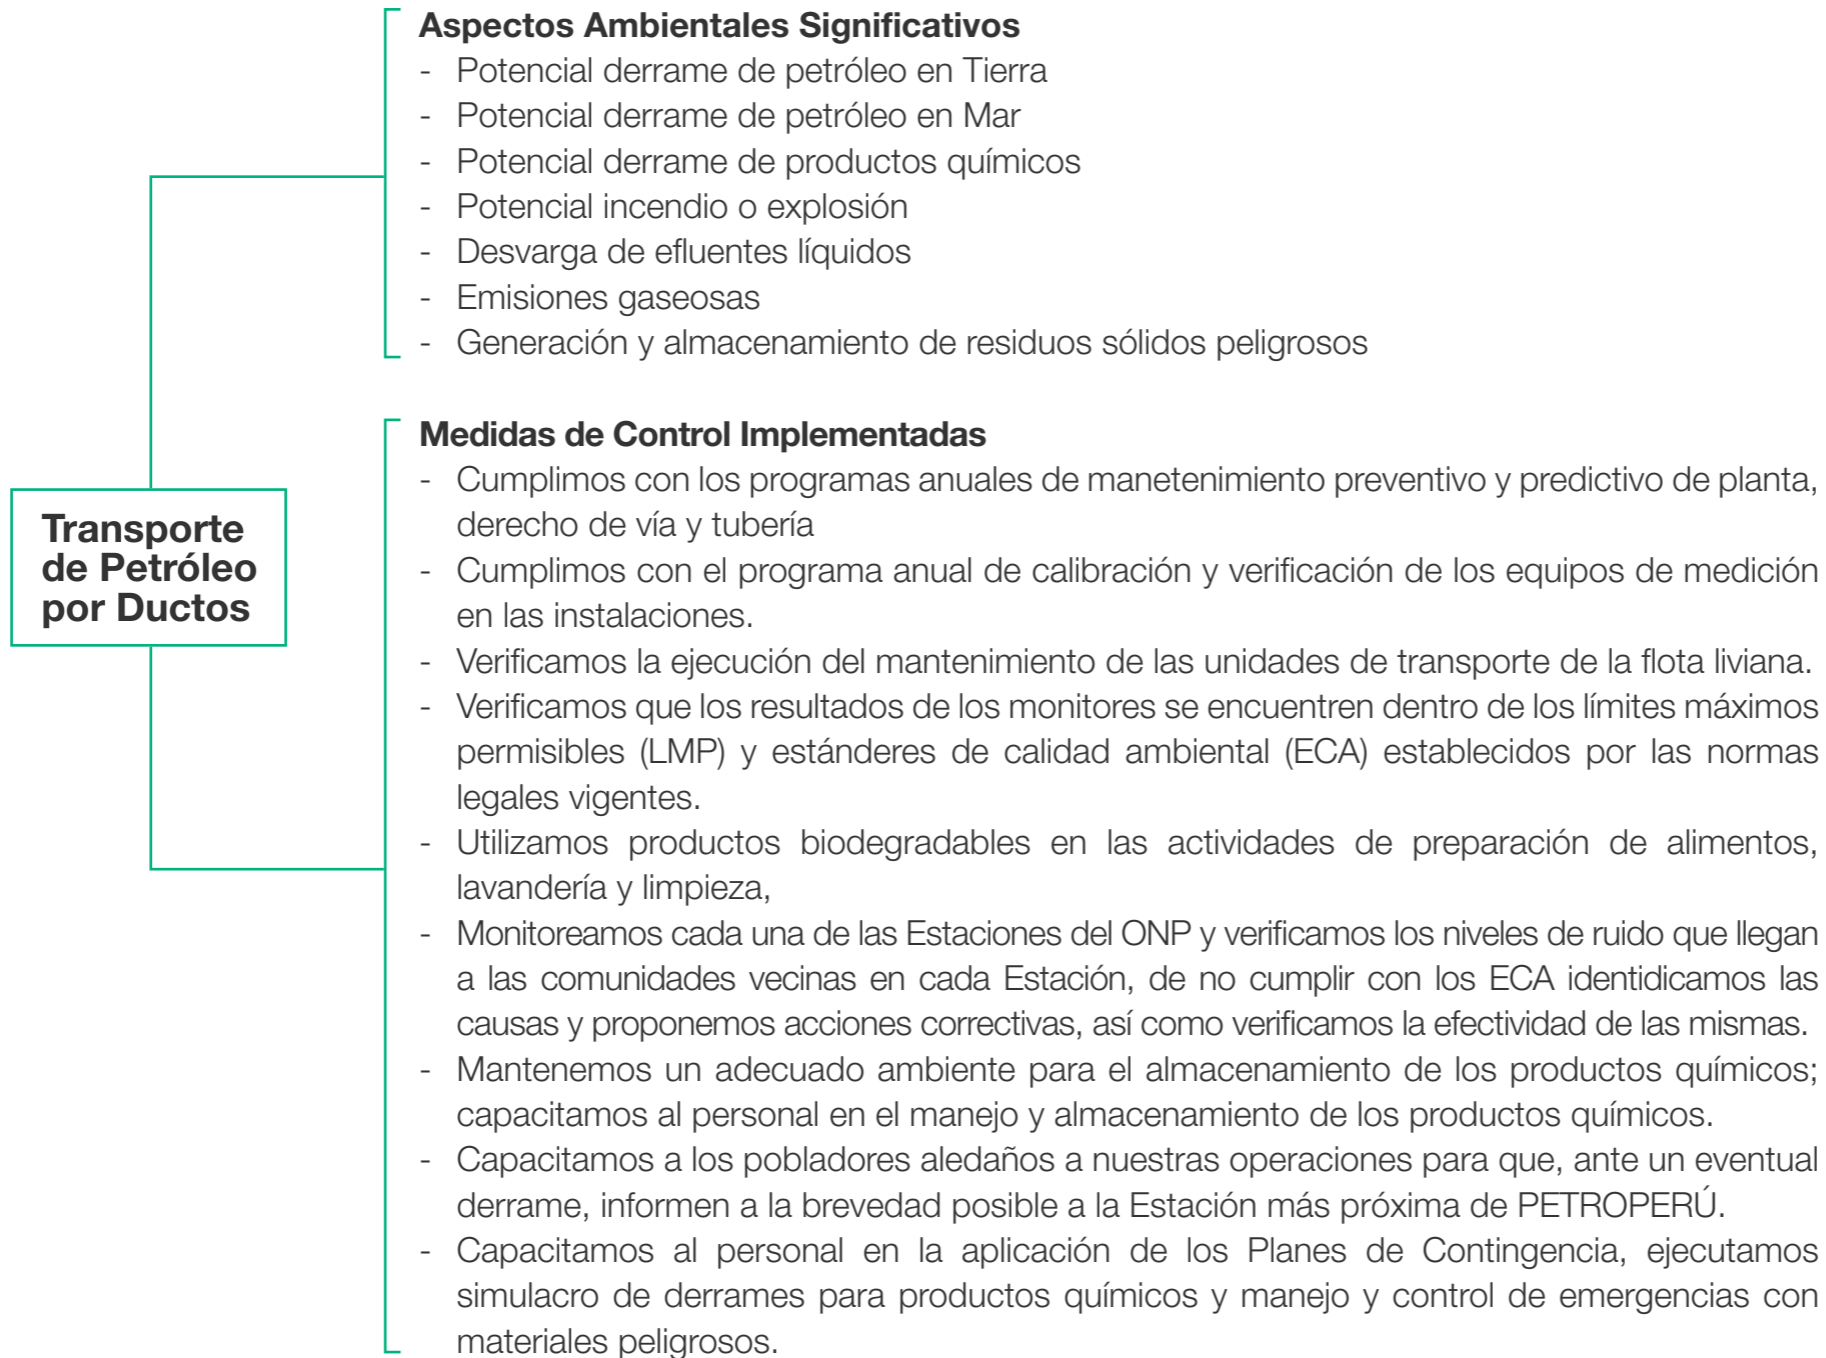 Aspectos Ambientales Significativos
- Potencial derrame de petróleo en Tierra
- Potencial derrame de petróleo en Mar
- Potencial derrame de productos químicos
- Potencial incendio o explosión
- Desvarga de efluentes líquidos
- Emisiones gaseosas
- Generación y almacenamiento de residuos sólidos peligrosos
Transporte
de Petróleo
por Ductos
Medidas de Control Implementadas
- Cumplimos con los programas anuales de manetenimiento preventivo y predictivo de planta,
derecho de vía y tubería
- Cumplimos con el programa anual de calibración y verificación de los equipos de medición
en las instalaciones.
- Verificamos la ejecución del mantenimiento de las unidades de transporte de la flota liviana.
- Verificamos que los resultados de los monitores se encuentren dentro de los límites máximos
permisibles (LMP) y estánderes de calidad ambiental (ECA) establecidos por las normas
legales vigentes.
- Utilizamos productos biodegradables en las actividades de preparación de alimentos,
lavandería y limpieza,
- Monitoreamos cada una de las Estaciones del ONP y verificamos los niveles de ruido que llegan
a las comunidades vecinas en cada Estación, de no cumplir con los ECA identidicamos las
causas y proponemos acciones correctivas, así como verificamos la efectividad de las mismas.
- Mantenemos un adecuado ambiente para el almacenamiento de los productos químicos;
capacitamos al personal en el manejo y almacenamiento de los productos químicos.
- Capacitamos a los pobladores aledaños a nuestras operaciones para que, ante un eventual
derrame, informen a la brevedad posible a la Estación más próxima de PETROPERÚ.
- Capacitamos al personal en la aplicación de los Planes de Contingencia, ejecutamos
simulacro de derrames para productos químicos y manejo y control de emergencias con
materiales peligrosos.